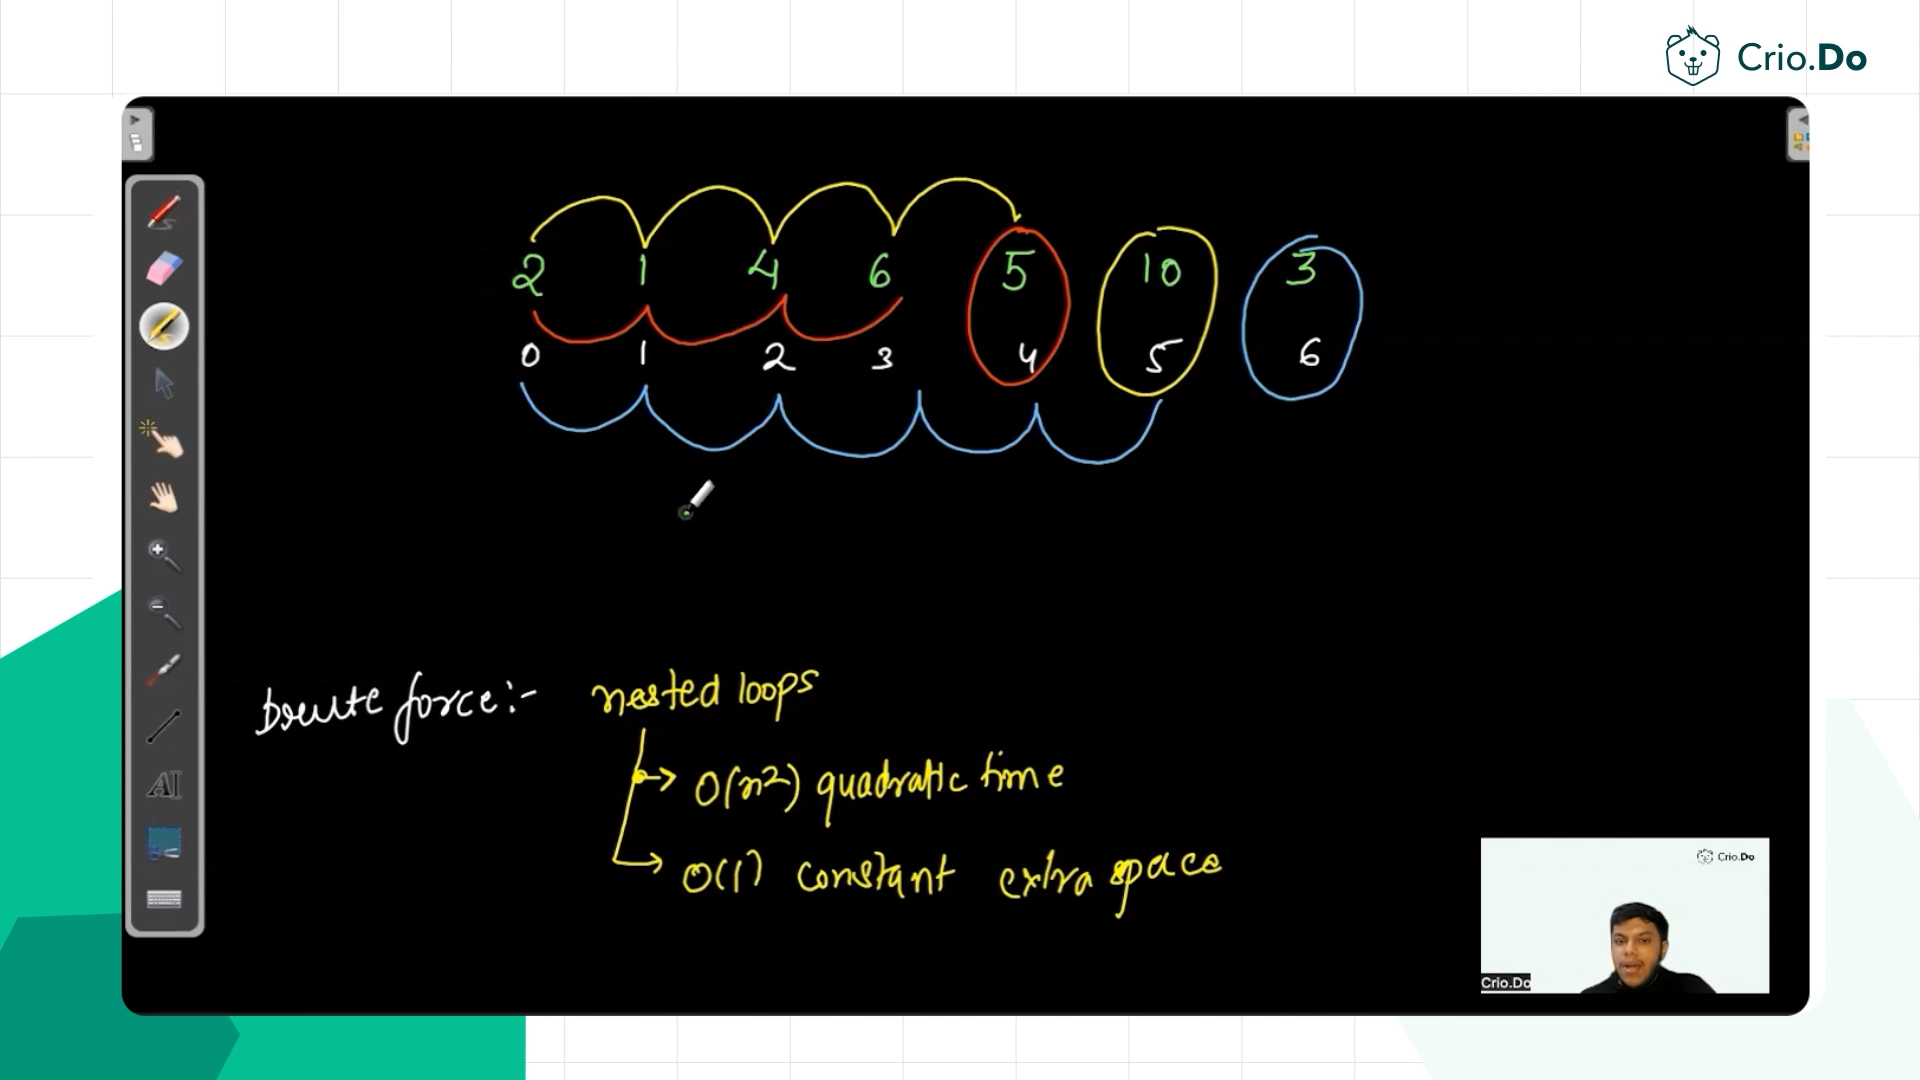 Crio.Do
2 1 4 6 5 10 3
0 1 2 3 4 5 6
brute force:- nested loops
→ O(n²) quadratic time
→ O(1) constant extra space
AI
Crio.Do
Crio.Do